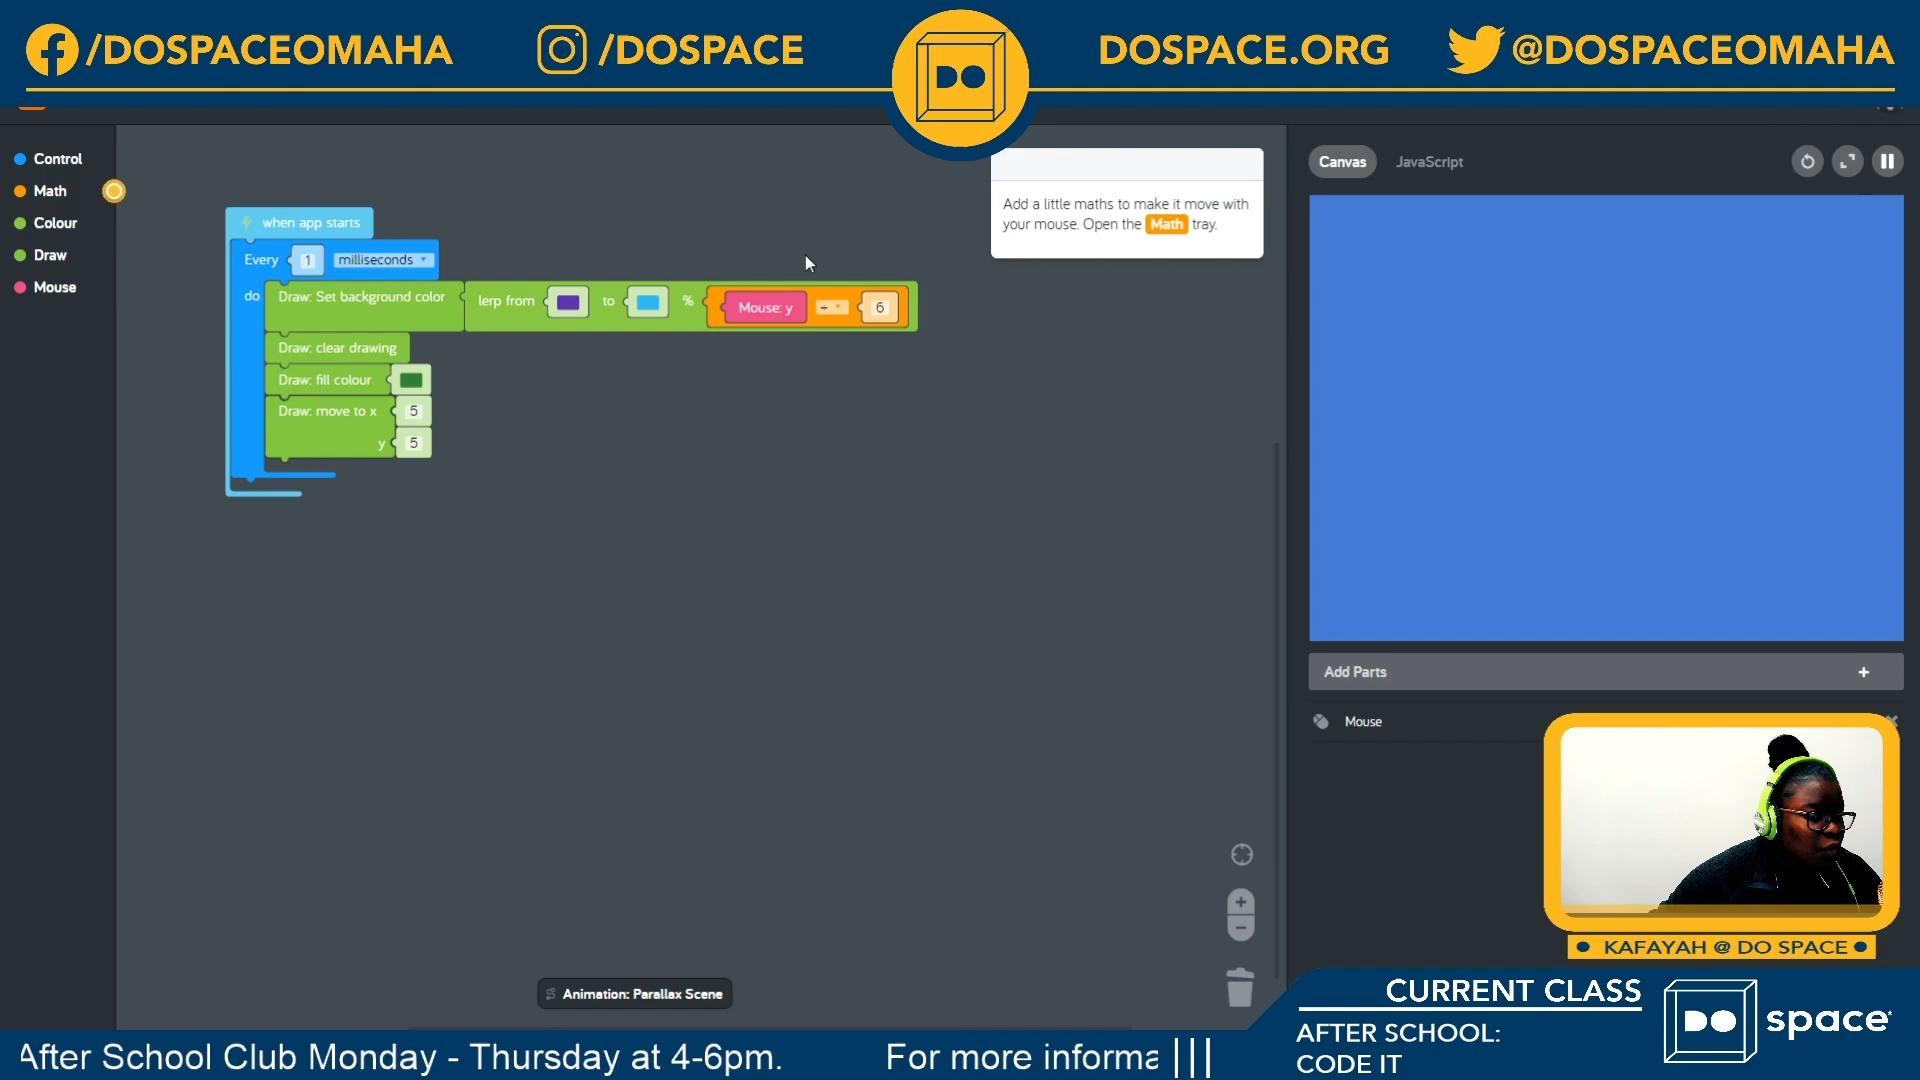 /DOSPACEOMAHA
/DOSPACE
DO
DOSPACE.ORG
@DOSPACEOMAHA
Control
Math
Colour
Draw
Mouse
when app starts
Every 1 milliseconds
do Draw: Set background color lerp from to % Mouse: y ÷ 6
Draw: clear drawing
Draw: fill colour
Draw: move to x 5
y 5
Add a little maths to make it move with
your mouse. Open the Math tray.
Canvas JavaScript
Add Parts +
Mouse
KAFAYAH @ DO SPACE
Animation: Parallax Scene
CURRENT CLASS
AFTER SCHOOL:
CODE IT
DO space
After School Club Monday - Thursday at 4-6pm. For more informa